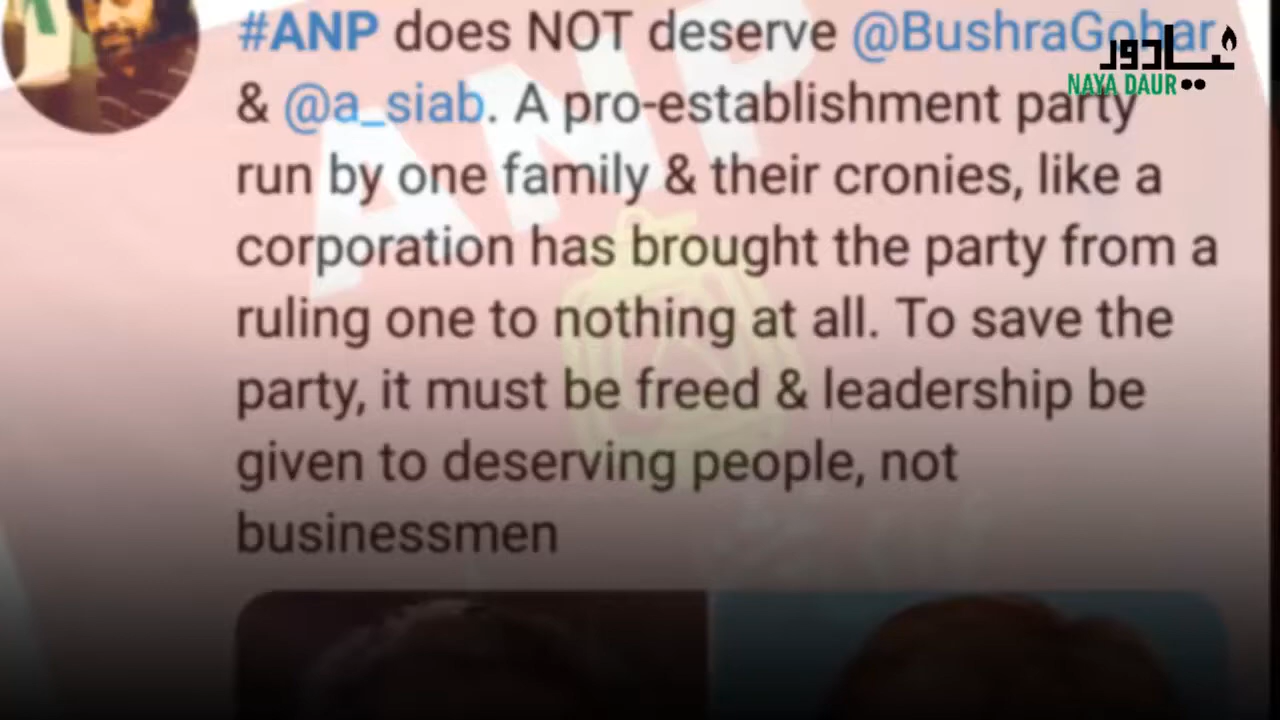 #ANP does NOT deserve @BushraGohar
& @a_siab. A pro-establishment party
run by one family & their cronies, like a
corporation has brought the party from a
ruling one to nothing at all. To save the
party, it must be freed & leadership be
given to deserving people, not
businessmen
نیا دور
NAYA DAUR
ANP